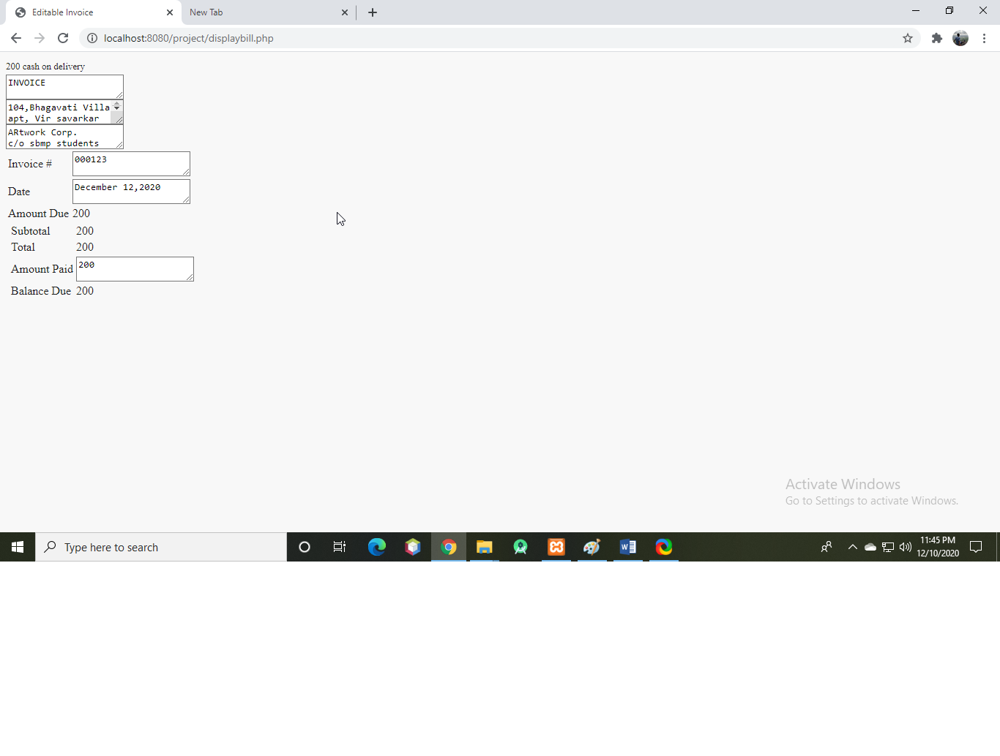 Editable Invoice
New Tab
localhost:8080/project/displaybill.php
200 cash on delivery
INVOICE
104,Bhagavati Villa
apt, Vir savarkar
ARtwork Corp.
c/o sbmp students
Invoice # 000123
Date December 12,2020
Amount Due 200
Subtotal 200
Total 200
Amount Paid 200
Balance Due 200
Activate Windows
Go to Settings to activate Windows.
Type here to search
11:45 PM
12/10/2020